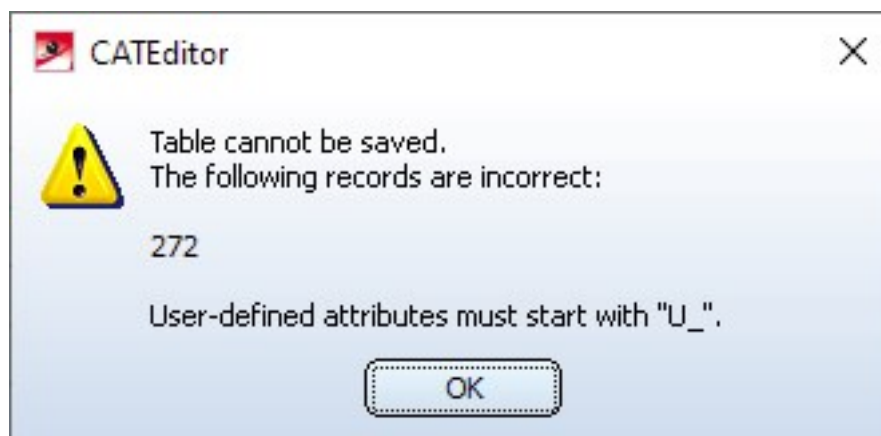 CATEditor
Table cannot be saved.
The following records are incorrect:
272
User-defined attributes must start with "U_".
OK